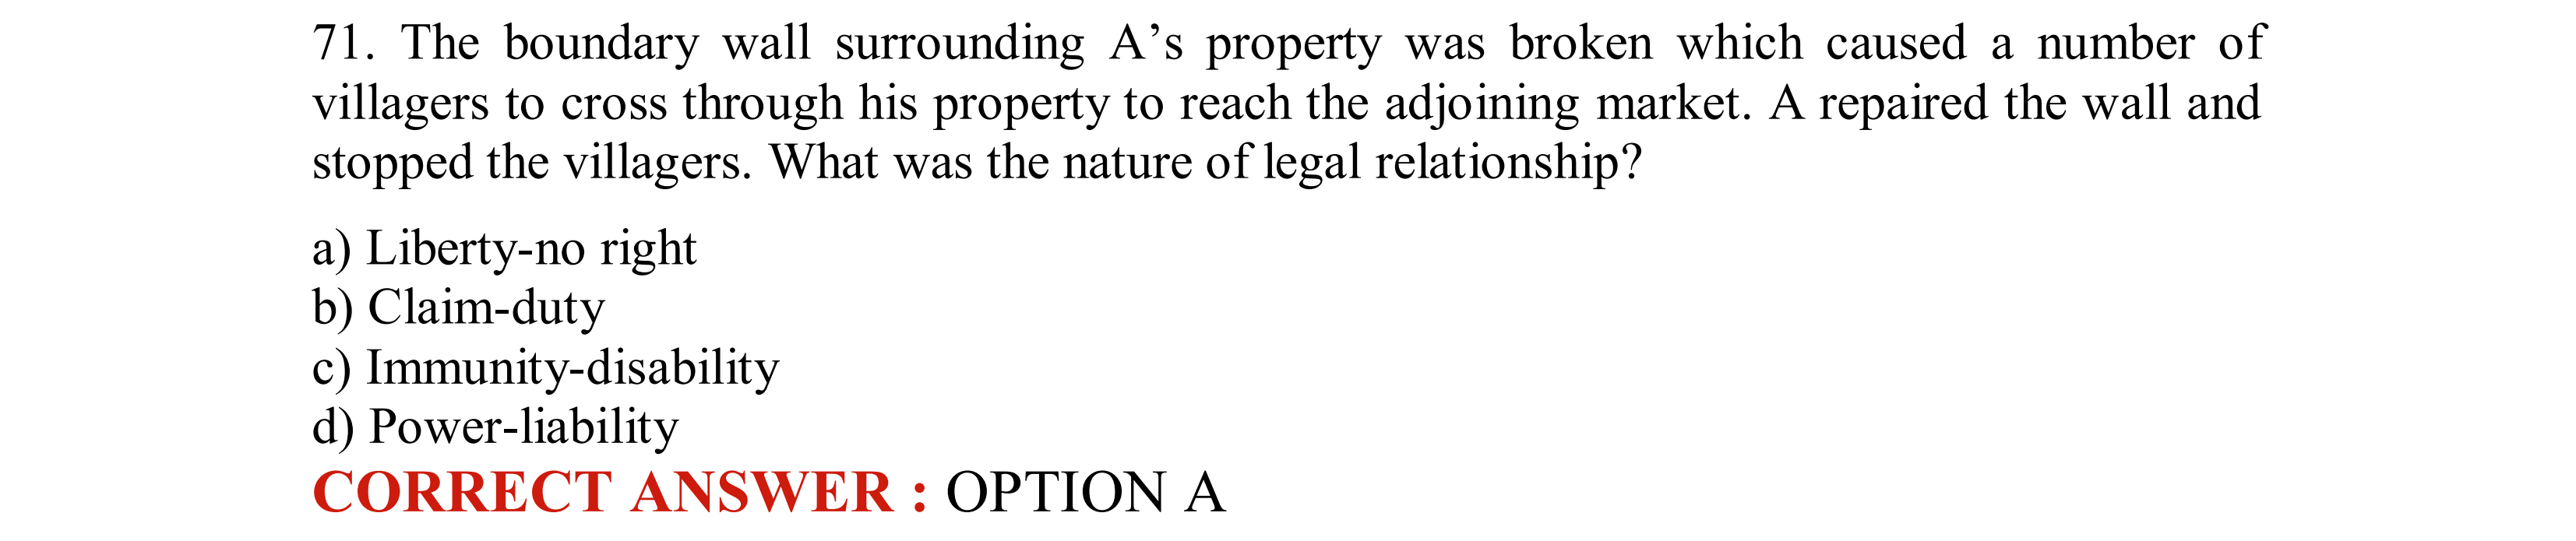 71. The boundary wall surrounding A’s property was broken which caused a number of
villagers to cross through his property to reach the adjoining market. A repaired the wall and
stopped the villagers. What was the nature of legal relationship?
a) Liberty-no right
b) Claim-duty
c) Immunity-disability
d) Power-liability
CORRECT ANSWER : OPTION A